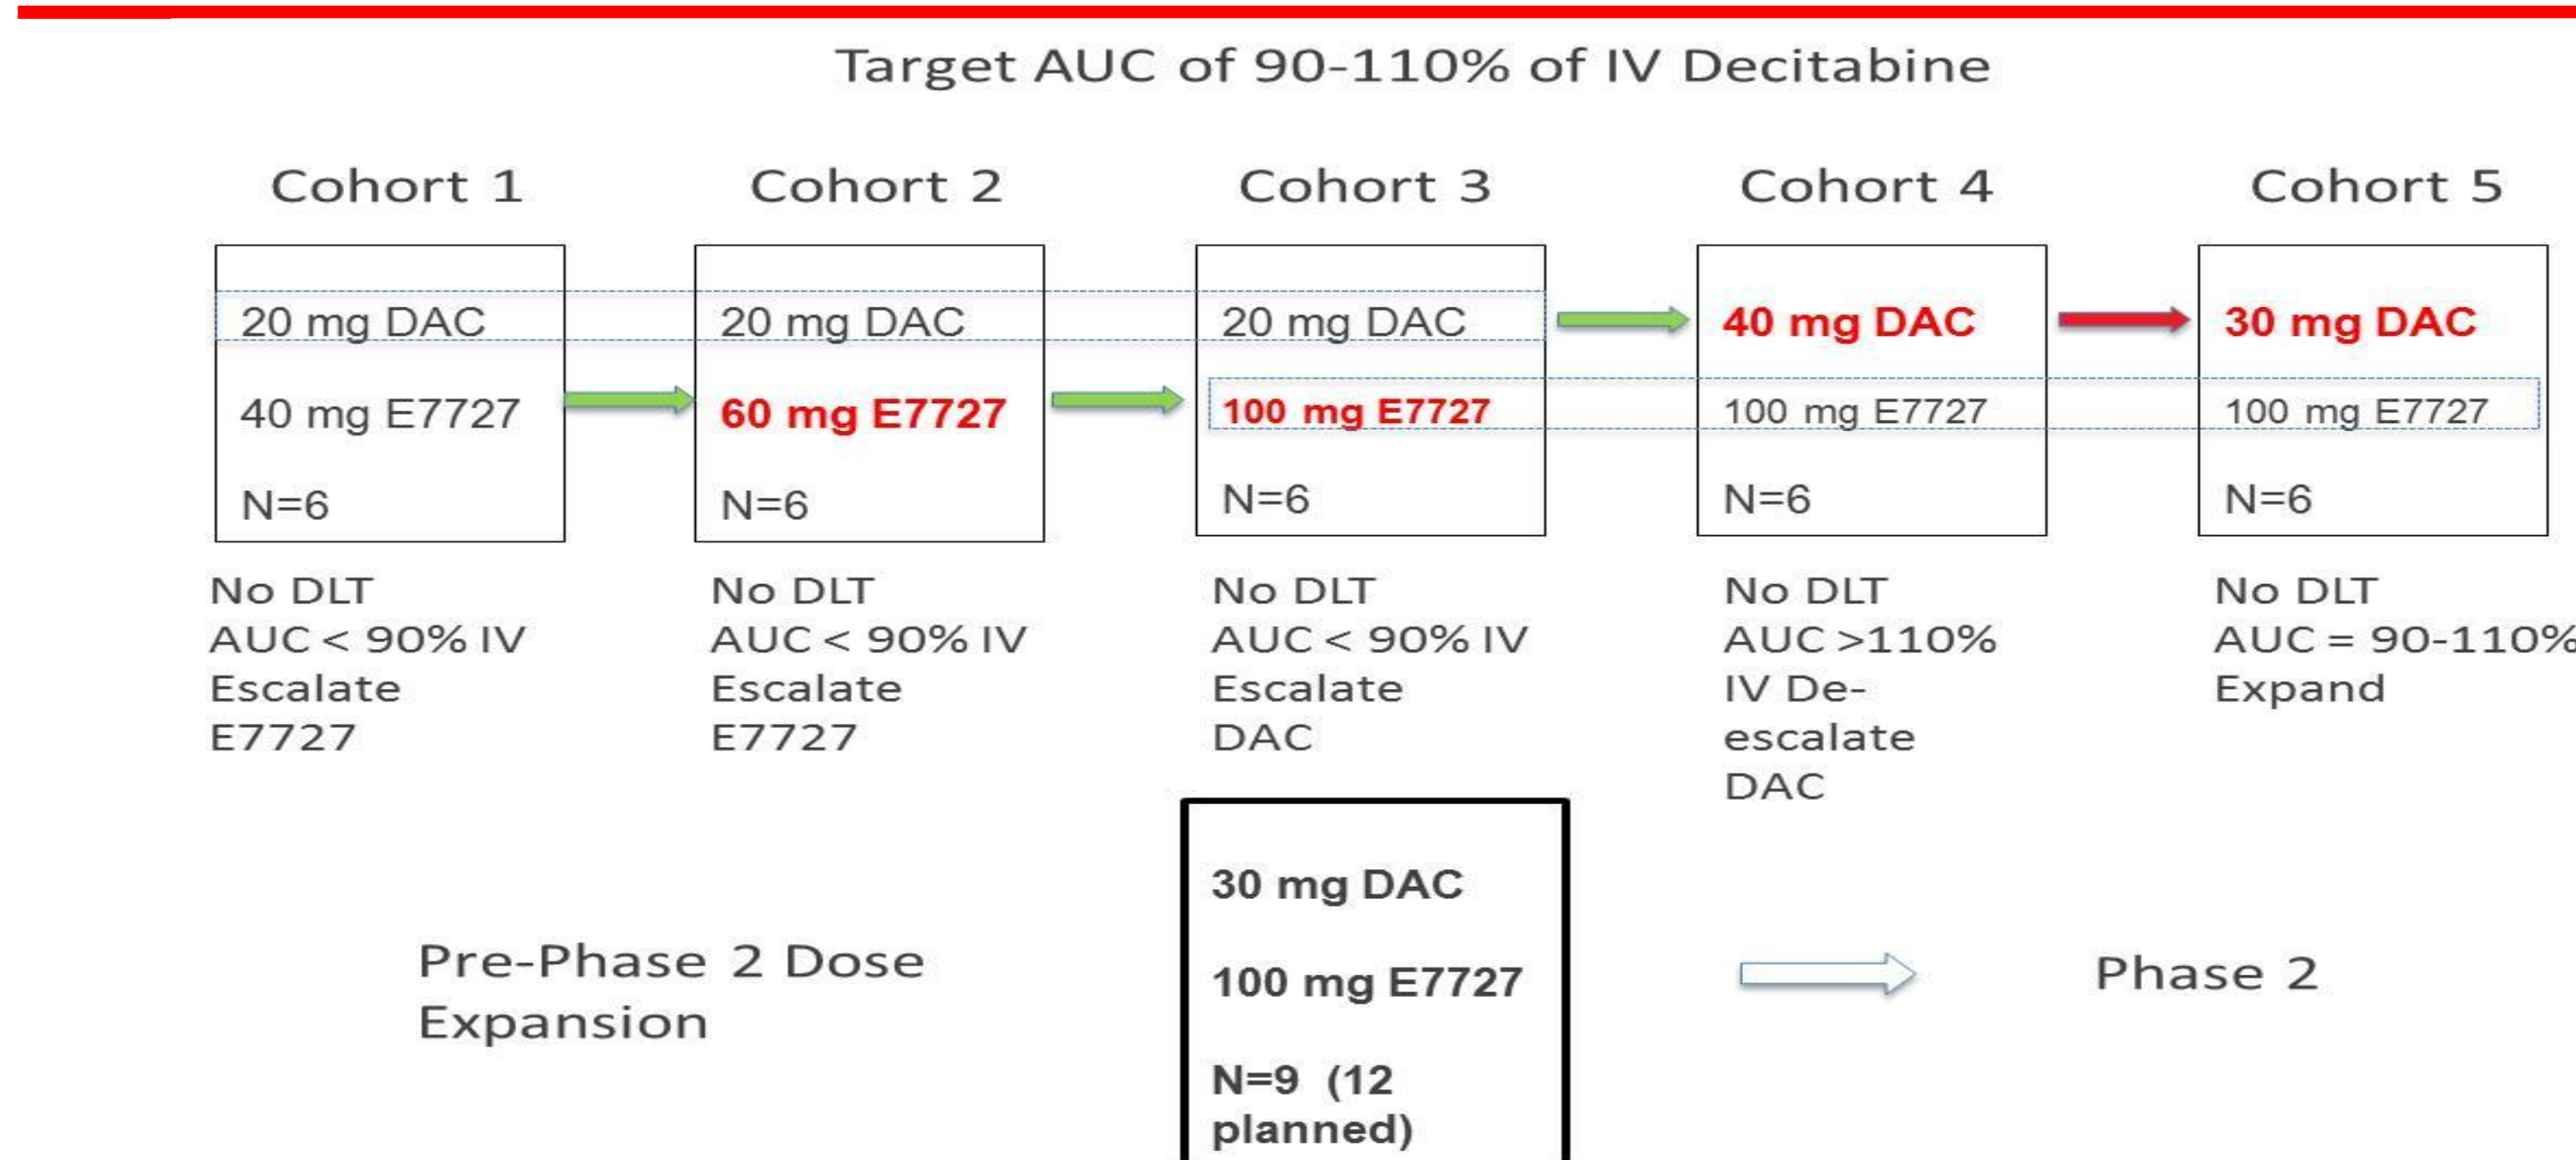 Target AUC of 90-110% of IV Decitabine
Cohort 1
20 mg DAC
40 mg E7727
N=6
No DLT
AUC < 90% IV
Escalate
E7727
Cohort 2
20 mg DAC
60 mg E7727
N=6
No DLT
AUC < 90% IV
Escalate
E7727
Cohort 3
20 mg DAC
100 mg E7727
N=6
No DLT
AUC < 90% IV
Escalate
DAC
Cohort 4
40 mg DAC
100 mg E7727
N=6
No DLT
AUC >110%
IV De-
escalate
DAC
Cohort 5
30 mg DAC
100 mg E7727
N=6
No DLT
AUC = 90-110%
Expand
Pre-Phase 2 Dose
Expansion
30 mg DAC
100 mg E7727
N=9 (12
planned)
Phase 2